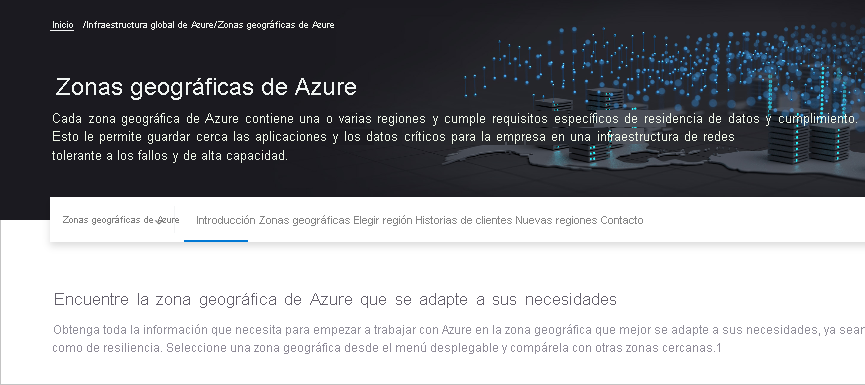 Inicio /Infraestructura global de Azure/Zonas geográficas de Azure
Zonas geográficas de Azure
Cada zona geográfica de Azure contiene una o varias regiones y cumple requisitos específicos de residencia de datos y cumplimiento.
Esto le permite guardar cerca las aplicaciones y los datos críticos para la empresa en una infraestructura de redes
tolerante a los fallos y de alta capacidad.
Zonas geográficas de Azure Introducción Zonas geográficas Elegir región Historias de clientes Nuevas regiones Contacto
Encuentre la zona geográfica de Azure que se adapte a sus necesidades
Obtenga toda la información que necesita para empezar a trabajar con Azure en la zona geográfica que mejor se adapte a sus necesidades, ya sean
como de resiliencia. Seleccione una zona geográfica desde el menú desplegable y compárela con otras zonas cercanas.1